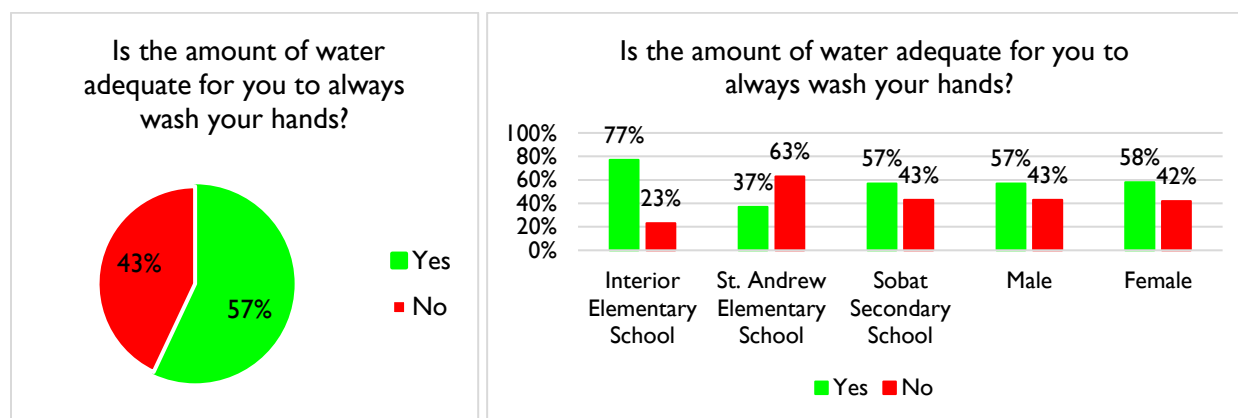 Is the amount of water
adequate for you to always
wash your hands?
43%
57%
Yes
No
Is the amount of water adequate for you to
always wash your hands?
100%
80%
60%
40%
20%
0%
77%
23%
37%
63%
57%
43%
57%
43%
58%
42%
Interior
Elementary
School
St. Andrew
Elementary
School
Sobat
Secondary
School
Male
Female
Yes
No